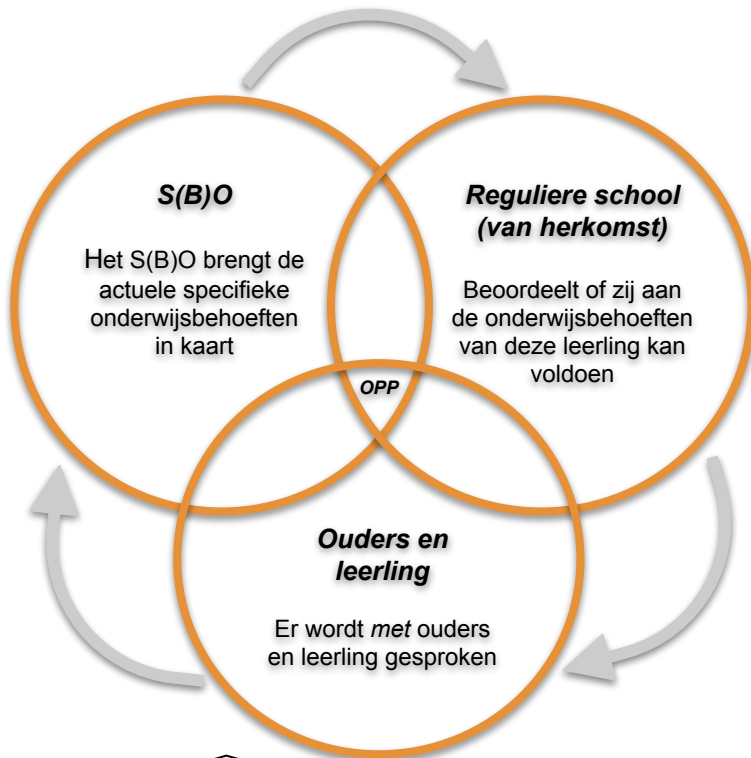 S(B)O
Het S(B)O brengt de
actuele specifieke
onderwijsbehoeften
in kaart
Reguliere school
(van herkomst)
Beoordeelt of zij aan
de onderwijsbehoeften
van deze leerling kan
voldoen
OPP
Ouders en
leerling
Er wordt met ouders
en leerling gesproken